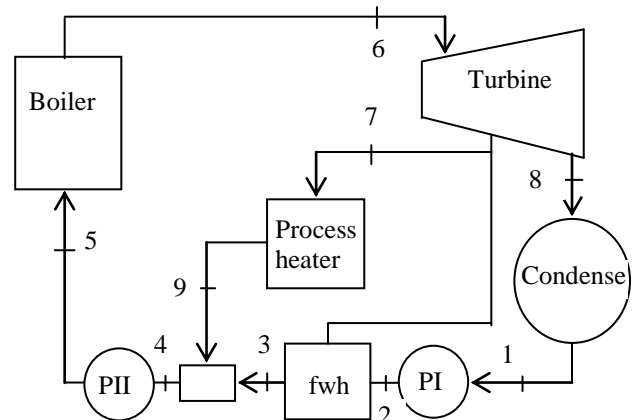 6
Turbine
Boiler
7
8
Process
heater
5
Condense
9
4
3
1
PII
fwh
PI
2